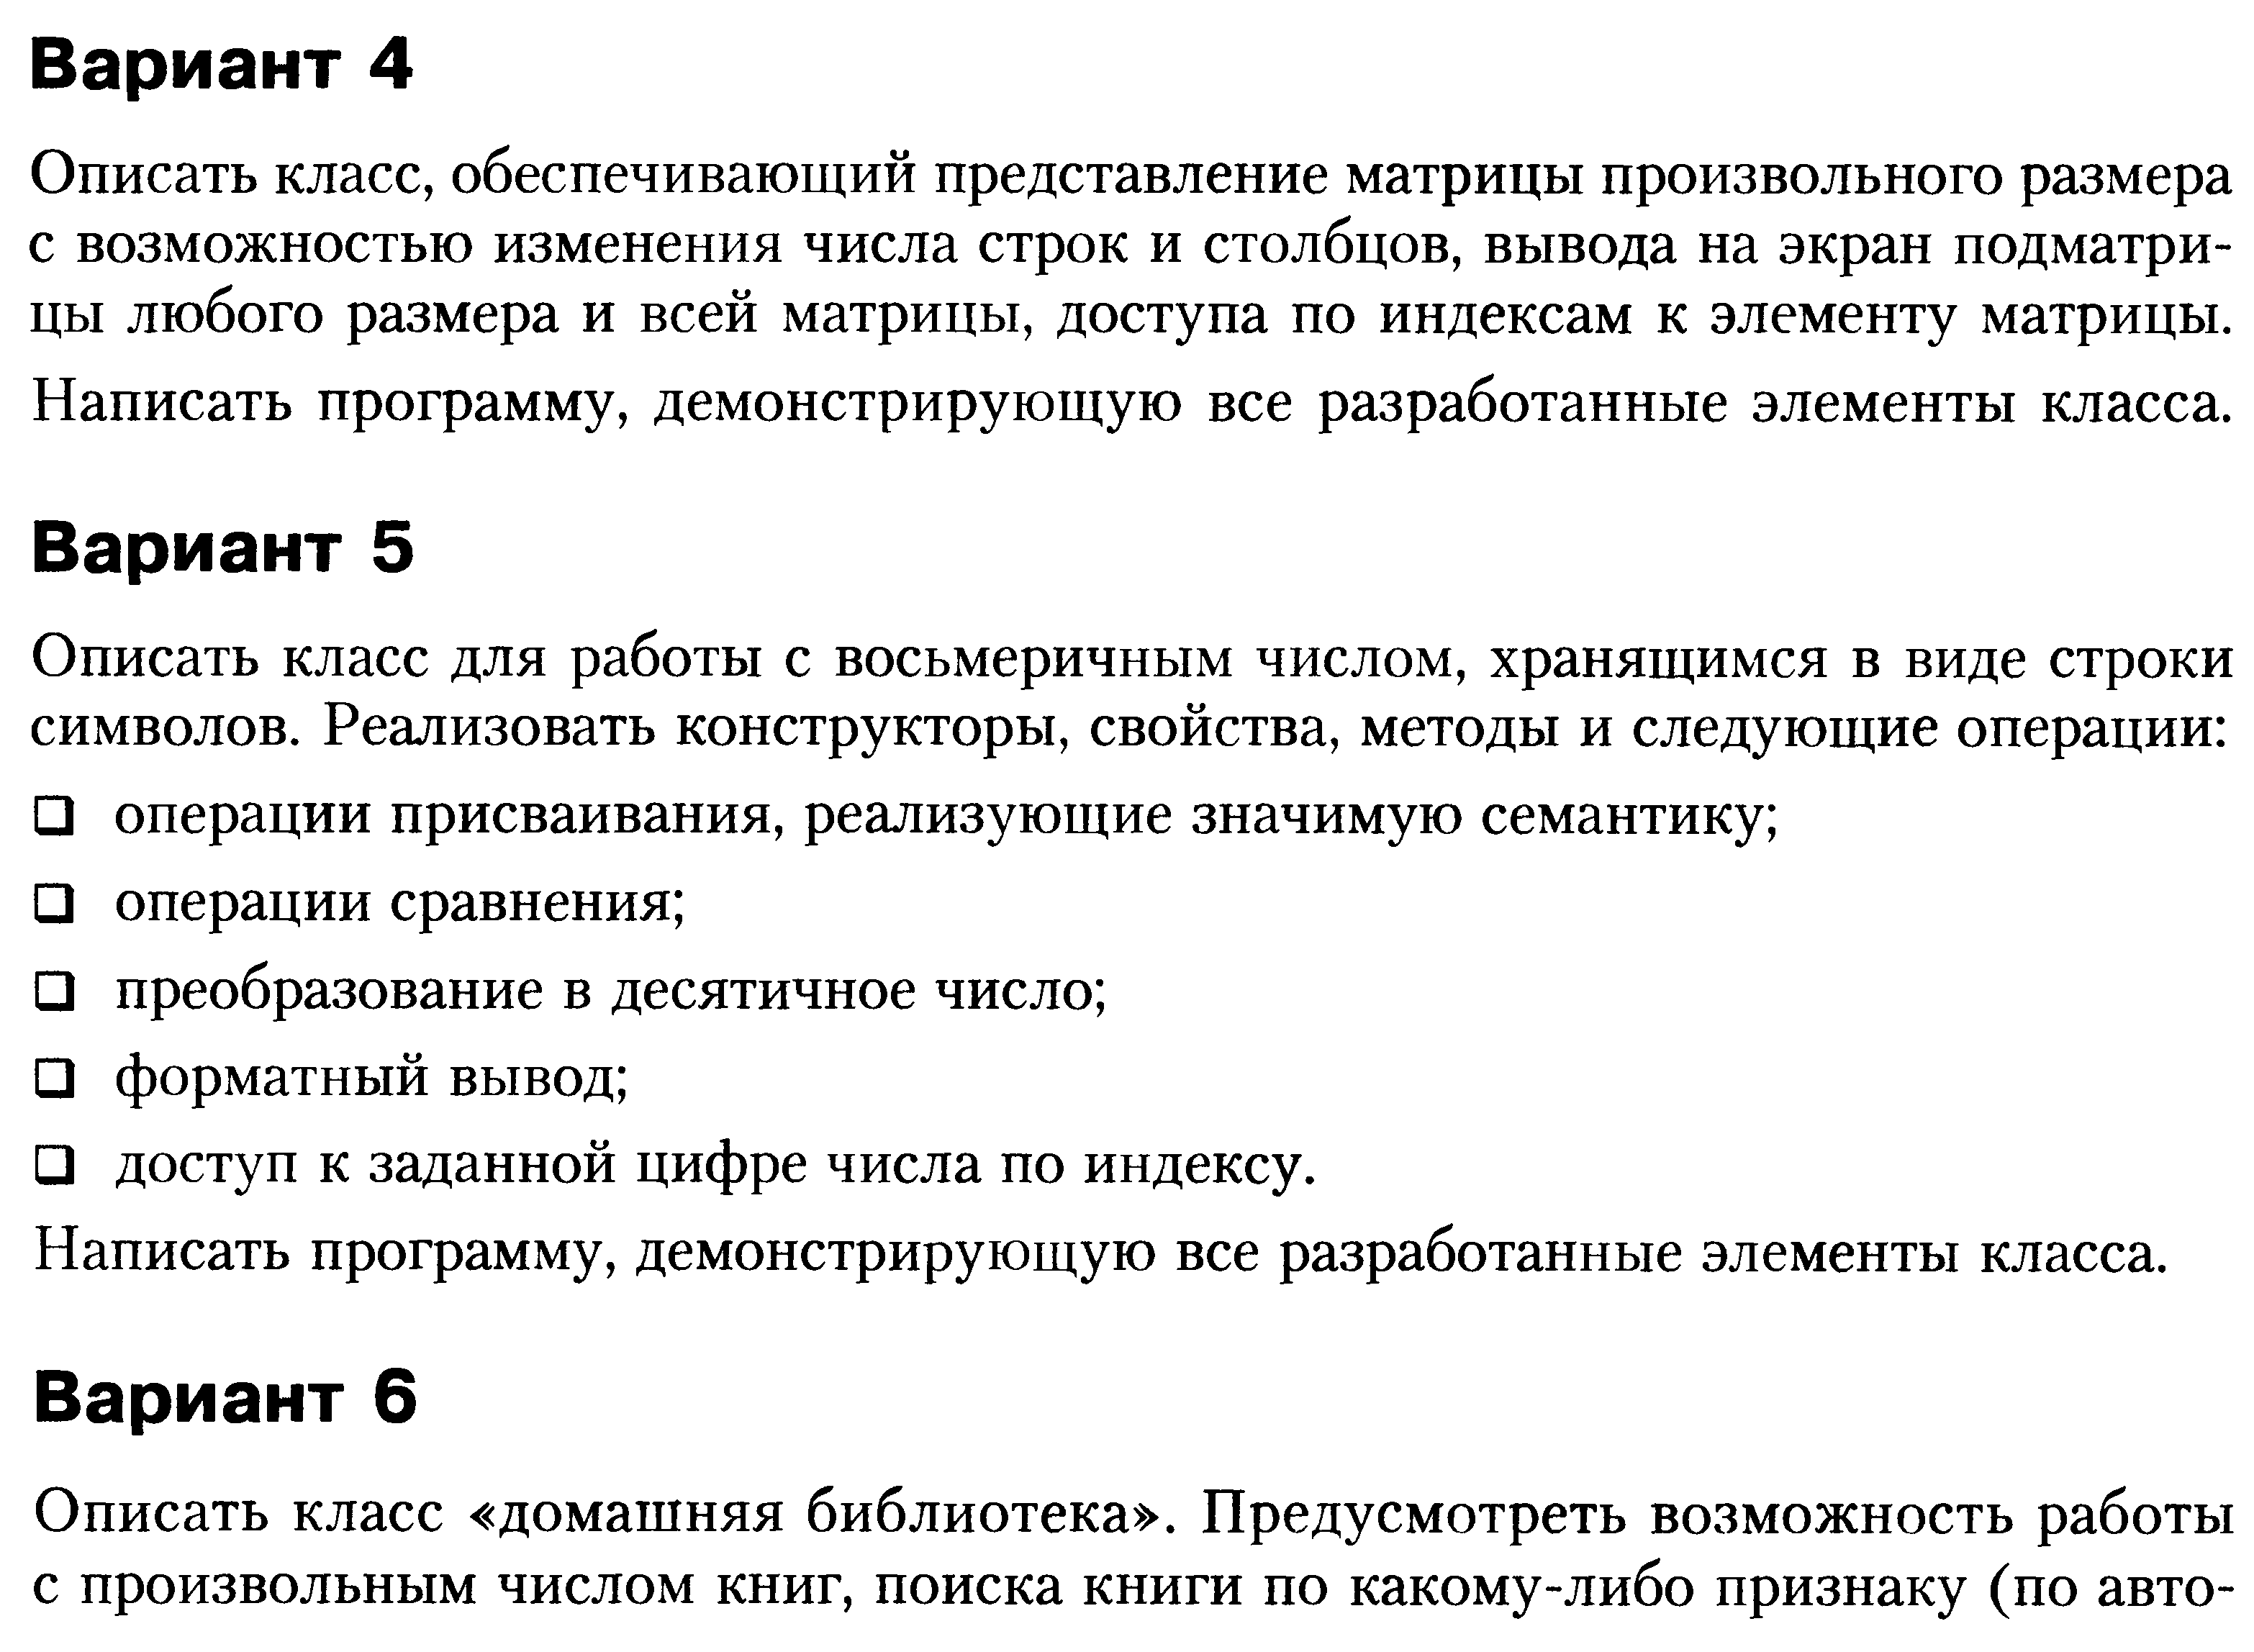 Вариант 4
Описать класс, обеспечивающий представление матрицы произвольного размера
с возможностью изменения числа строк и столбцов, вывода на экран подматри-
цы любого размера и всей матрицы, доступа по индексам к элементу матрицы.
Написать программу, демонстрирующую все разработанные элементы класса.
Вариант 5
Описать класс для работы с восьмеричным числом, хранящимся в виде строки
символов. Реализовать конструкторы, свойства, методы и следующие операции:
❑ операции присваивания, реализующие значимую семантику;
❑ операции сравнения;
❑ преобразование в десятичное число;
❑ форматный вывод;
❑ доступ к заданной цифре числа по индексу.
Написать программу, демонстрирующую все разработанные элементы класса.
Вариант 6
Описать класс «домашняя библиотека». Предусмотреть возможность работы
с произвольным числом книг, поиска книги по какому-либо признаку (по авто-